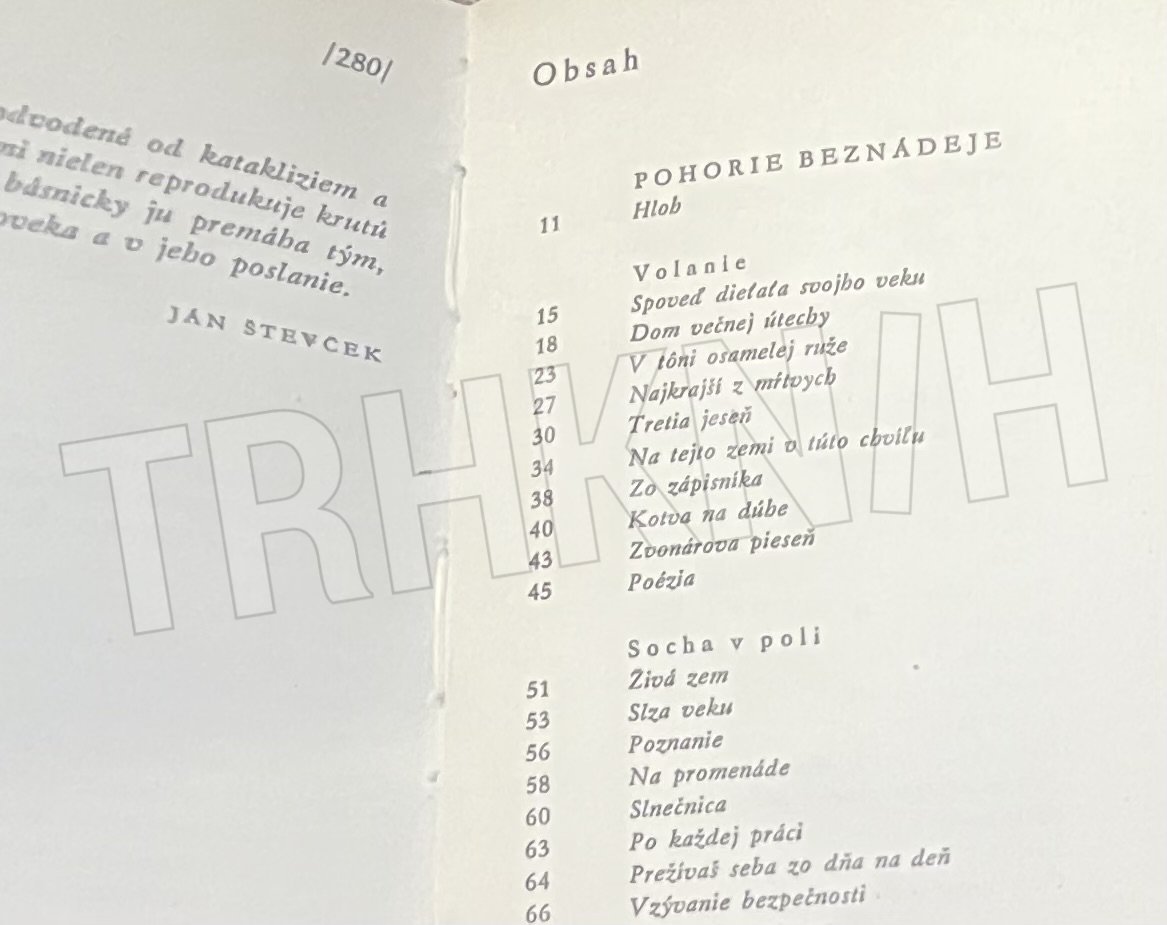 /280/
odvodené od katakliziem a
nielen reprodukuje krutú
básnicky ju premáha tým,
a v jeho poslanie.
JÁN ŠTEVČEK
Obsah
POHORIE BEZNÁDEJE
11 Hlob
Volanie
15 Spoveď dieťaťa svojho veku
18 Dom večnej útechy
23 V tôni osamelej ruže
27 Najkrajší z mŕtvych
30 Tretia jeseň
34 Na tejto zemi v túto chvíľu
38 Zo zápisníka
40 Kotva na dúbe
43 Zvonárova pieseň
45 Poézia
Socha v poli
51 Živá zem
53 Slza veku
56 Poznanie
58 Na promenáde
60 Slnečnica
63 Po každej práci
64 Prežívaš seba zo dňa na deň
66 Vzývanie bezpečnosti
TRHKNIH